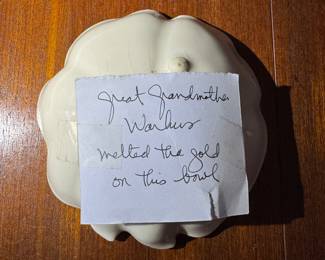 Great Grandmother
Warkus
melted the gold
on this bowl